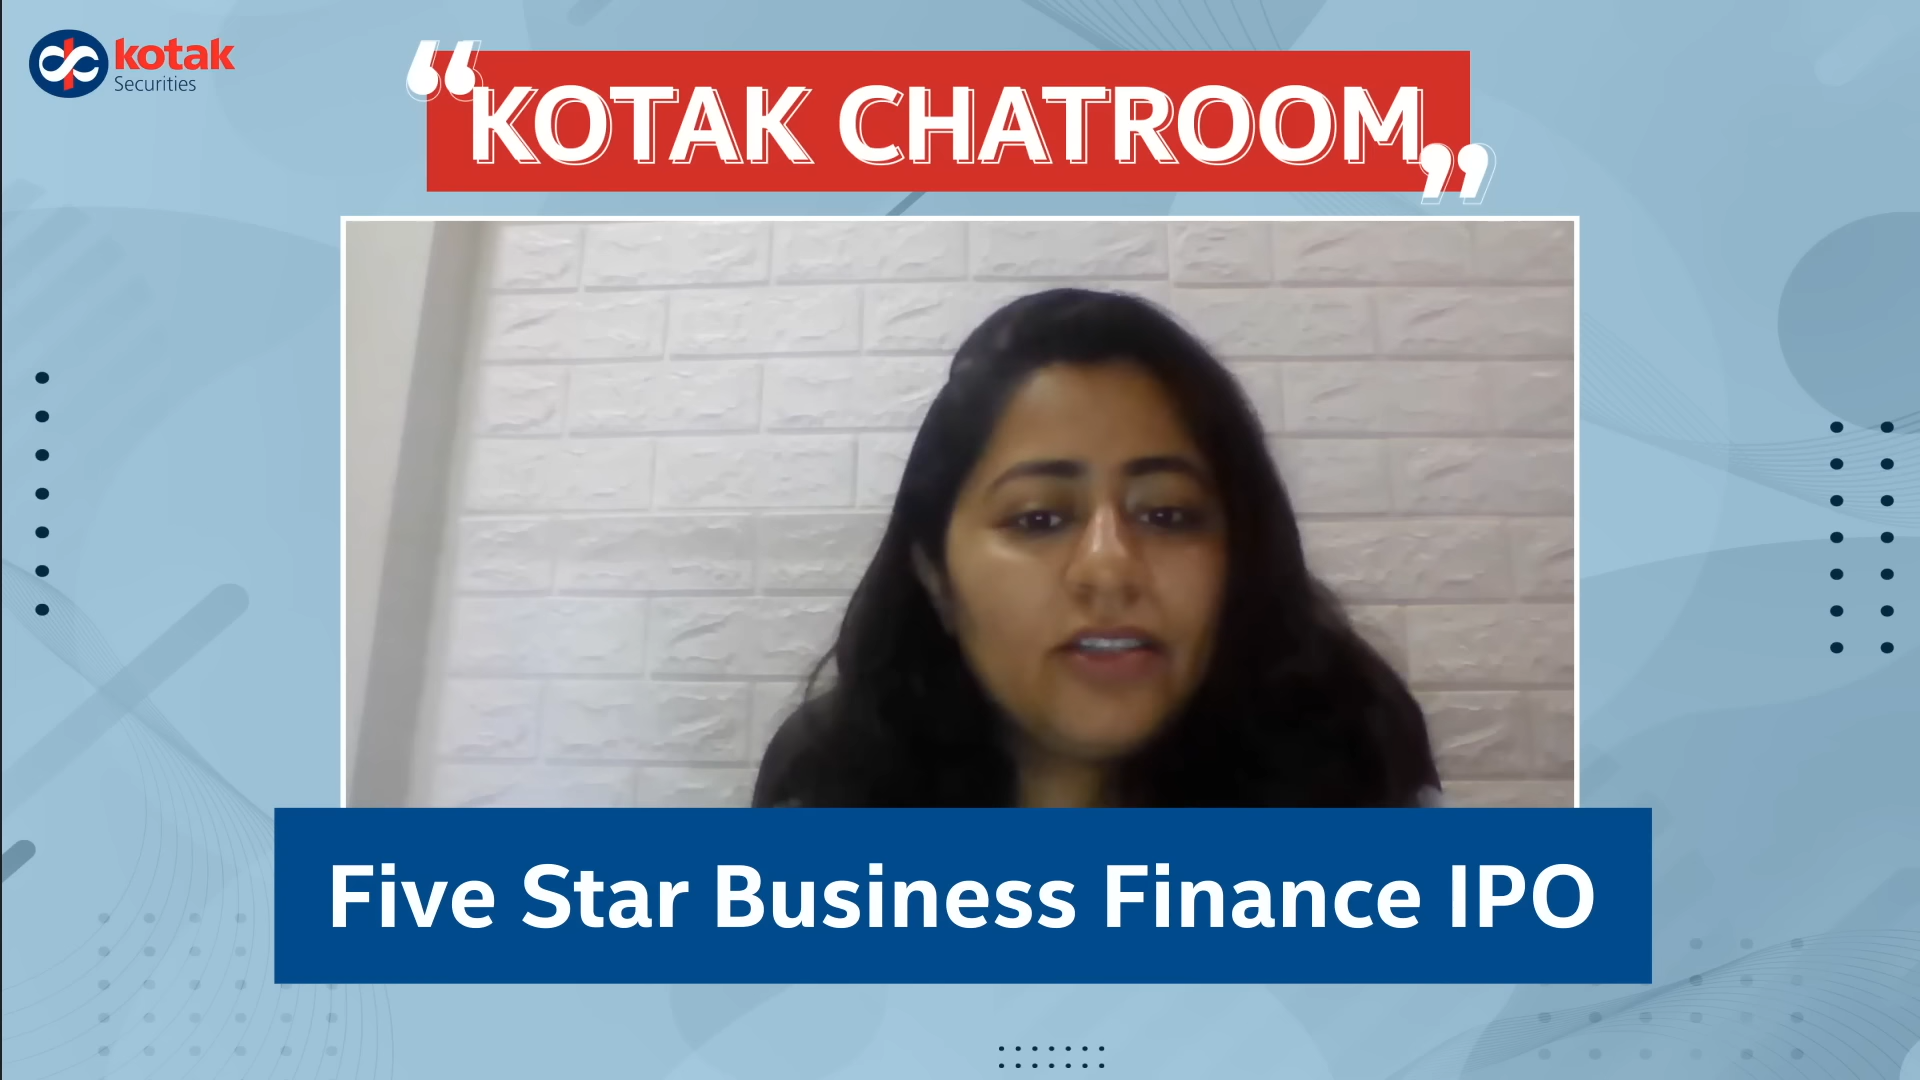 kotak
Securities
“KOTAK CHATROOM”
Five Star Business Finance IPO